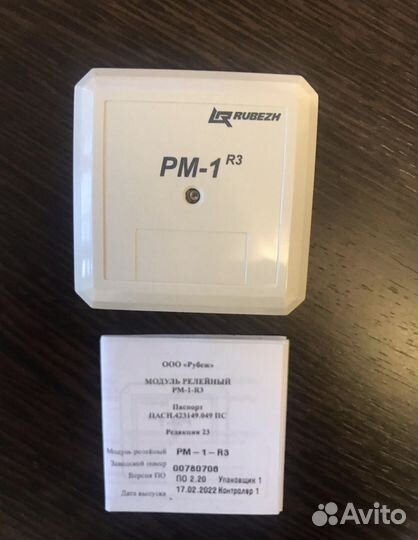 RUBEZH
РМ-1 R3
ООО «Рубеж»
МОДУЛЬ РЕЛЕЙНЫЙ
РМ-1-R3
Паспорт
ПАСН.423149.049 ПС
Редакция 23
Модуль релейный РМ – 1 – R3
Заводской номер 00780708
Версия ПО ПО 2.20 Упаковщик 1
Дата выпуска 17.02.2022 Контролер 1
Avito